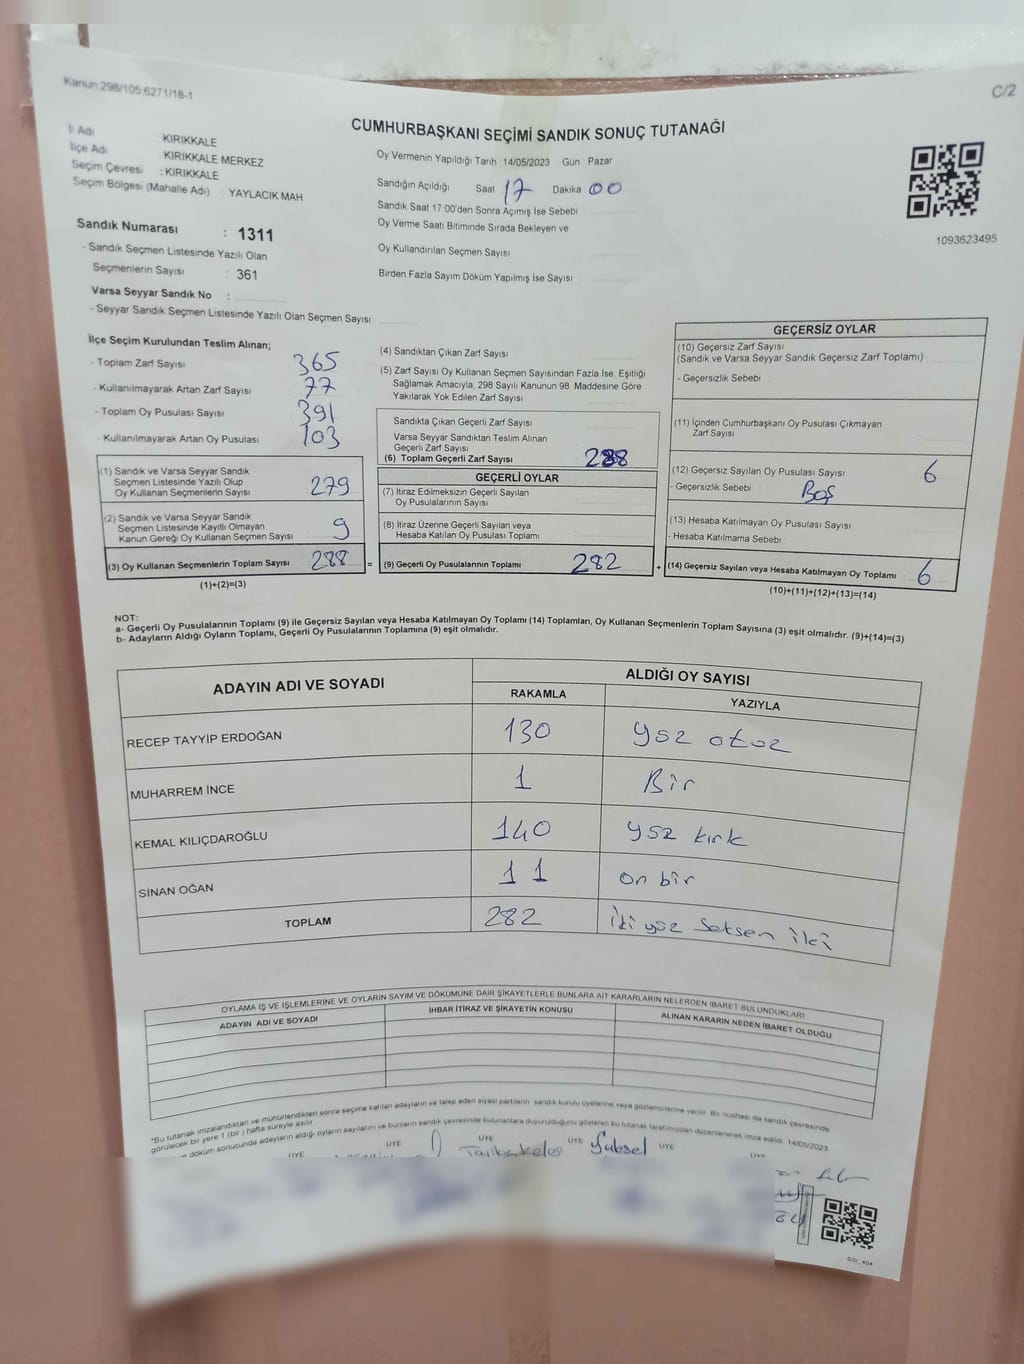 Kanun:298/105;6271/18-1
C/2
CUMHURBAŞKANI SEÇİMİ SANDIK SONUÇ TUTANAĞI
İl Adı : KIRIKKALE
İlçe Adı : KIRIKKALE MERKEZ
Seçim Çevresi : KIRIKKALE
Seçim Bölgesi (Mahalle Adı) : YAYLACIK MAH
Sandık Numarası : 1311
- Sandık Seçmen Listesinde Yazılı Olan
Seçmenlerin Sayısı : 361
Varsa Seyyar Sandık No :
- Seyyar Sandık Seçmen Listesinde Yazılı Olan Seçmen Sayısı
Oy Vermenin Yapıldığı Tarih : 14/05/2023 Gün : Pazar
Sandığın Açıldığı Saat 17 Dakika 00
Sandık Saat 17:00'den Sonra Açımış İse Sebebi
Oy Verme Saati Bitiminde Sırada Bekleyen ve
Oy Kullandırılan Seçmen Sayısı
Birden Fazla Sayım Döküm Yapılmış İse Sayısı
1093623495
İlçe Seçim Kurulundan Teslim Alınan;
- Toplam Zarf Sayısı 365
- Kullanılmayarak Artan Zarf Sayısı 77
- Toplam Oy Pusulası Sayısı 391
- Kullanılmayarak Artan Oy Pusulası 103
(1) Sandık ve Varsa Seyyar Sandık
Seçmen Listesinde Yazılı Olup
Oy Kullanan Seçmenlerin Sayısı 279
(2) Sandık ve Varsa Seyyar Sandık
Seçmen Listesinde Kayıtlı Olmayan
Kanun Gereği Oy Kullanan Seçmen Sayısı 9
(3) Oy Kullanan Seçmenlerin Toplam Sayısı 288
(1)+(2)=(3)
(4) Sandıktan Çıkan Zarf Sayısı
(5) Zarf Sayısı Oy Kullanan Seçmen Sayısından Fazla İse, Eşitliği
Sağlamak Amacıyla, 298 Sayılı Kanunun 98. Maddesine Göre
Yakılarak Yok Edilen Zarf Sayısı
Sandıkta Çıkan Geçerli Zarf Sayısı
Varsa Seyyar Sandıktan Teslim Alınan
Geçerli Zarf Sayısı
(6) Toplam Geçerli Zarf Sayısı 288
GEÇERLİ OYLAR
(7) İtiraz Edilmeksizin Geçerli Sayılan
Oy Pusulalarının Sayısı
(8) İtiraz Üzerine Geçerli Sayılan veya
Hesaba Katılan Oy Pusulası Toplamı
= (9) Geçerli Oy Pusulalarının Toplamı 282
GEÇERSİZ OYLAR
(10) Geçersiz Zarf Sayısı
(Sandık ve Varsa Seyyar Sandık Geçersiz Zarf Toplamı)
- Geçersizlik Sebebi
(11) İçinden Cumhurbaşkanı Oy Pusulası Çıkmayan
Zarf Sayısı
(12) Geçersiz Sayılan Oy Pusulası Sayısı 6
- Geçersizlik Sebebi Boş
(13) Hesaba Katılmayan Oy Pusulası Sayısı
- Hesaba Katılmama Sebebi
+ (14) Geçersiz Sayılan veya Hesaba Katılmayan Oy Toplamı 6
(10)+(11)+(12)+(13)=(14)
NOT:
a- Geçerli Oy Pusulalarının Toplamı (9) ile Geçersiz Sayılan veya Hesaba Katılmayan Oy Toplamı (14) Toplamları, Oy Kullanan Seçmenlerin Toplam Sayısına (3) eşit olmalıdır. (9)+(14)=(3)
b- Adayların Aldığı Oyların Toplamı, Geçerli Oy Pusulalarının Toplamına (9) eşit olmalıdır.
ADAYIN ADI VE SOYADI ALDIĞI OY SAYISI
RAKAMLA YAZIYLA
RECEP TAYYİP ERDOĞAN 130 yüz otuz
MUHARREM İNCE 1 Bir
KEMAL KILIÇDAROĞLU 140 yüz kırk
SİNAN OĞAN 11 On bir
TOPLAM 282 iki yüz seksen iki
OYLAMA İŞ VE İŞLEMLERİNE VE OYLARIN SAYIM VE DÖKÜMÜNE DAİR ŞİKAYETLERLE BUNLARA AİT KARARLARIN NELERDEN İBARET BULUNDUKLARI
ADAYIN ADI VE SOYADI İHBAR İTİRAZ VE ŞİKAYETİN KONUSU ALINAN KARARIN NEDEN İBARET OLDUĞU
*Bu tutanak imzalandıktan ve mühürlendikten sonra seçime katılan adayların ve talep eden siyasi partilerin sandık kurulu üyelerine veya gözlemcilerine verilir. Bir nüshası da sandık çevresinde
görülecek bir yere 1 (bir) hafta süreyle asılır.
döküm sonucunda adayların aldığı oyların sayılarını ve bunların sandık çevresinde bulunanlara duyurulduğunu gösteren bu tutanak tarafımızdan düzenlenerek imza edildi. 14/05/2023
ÜYE ÜYE ÜYE ÜYE ÜYE ÜYE